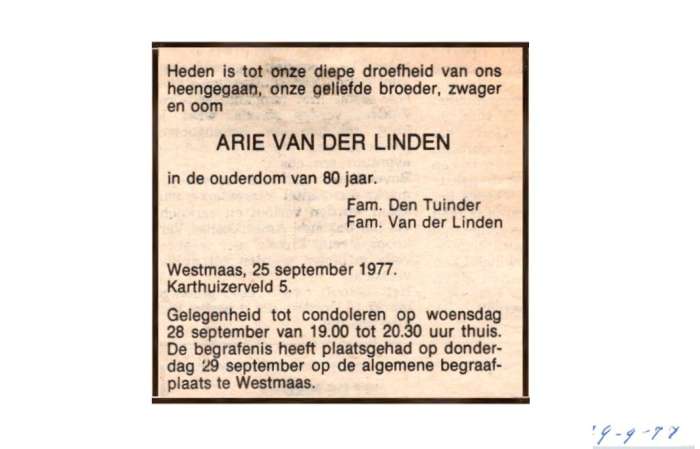 Heden is tot onze diepe droefheid van ons
heengegaan, onze geliefde broeder, zwager
en oom
ARIE VAN DER LINDEN
in de ouderdom van 80 jaar.
Fam. Den Tuinder
Fam. Van der Linden
Westmaas, 25 september 1977.
Karthuizerveld 5.
Gelegenheid tot condoleren op woensdag
28 september van 19.00 tot 20.30 uur thuis.
De begrafenis heeft plaatsgehad op donder-
dag 29 september op de algemene begraaf-
plaats te Westmaas.
9-9-77